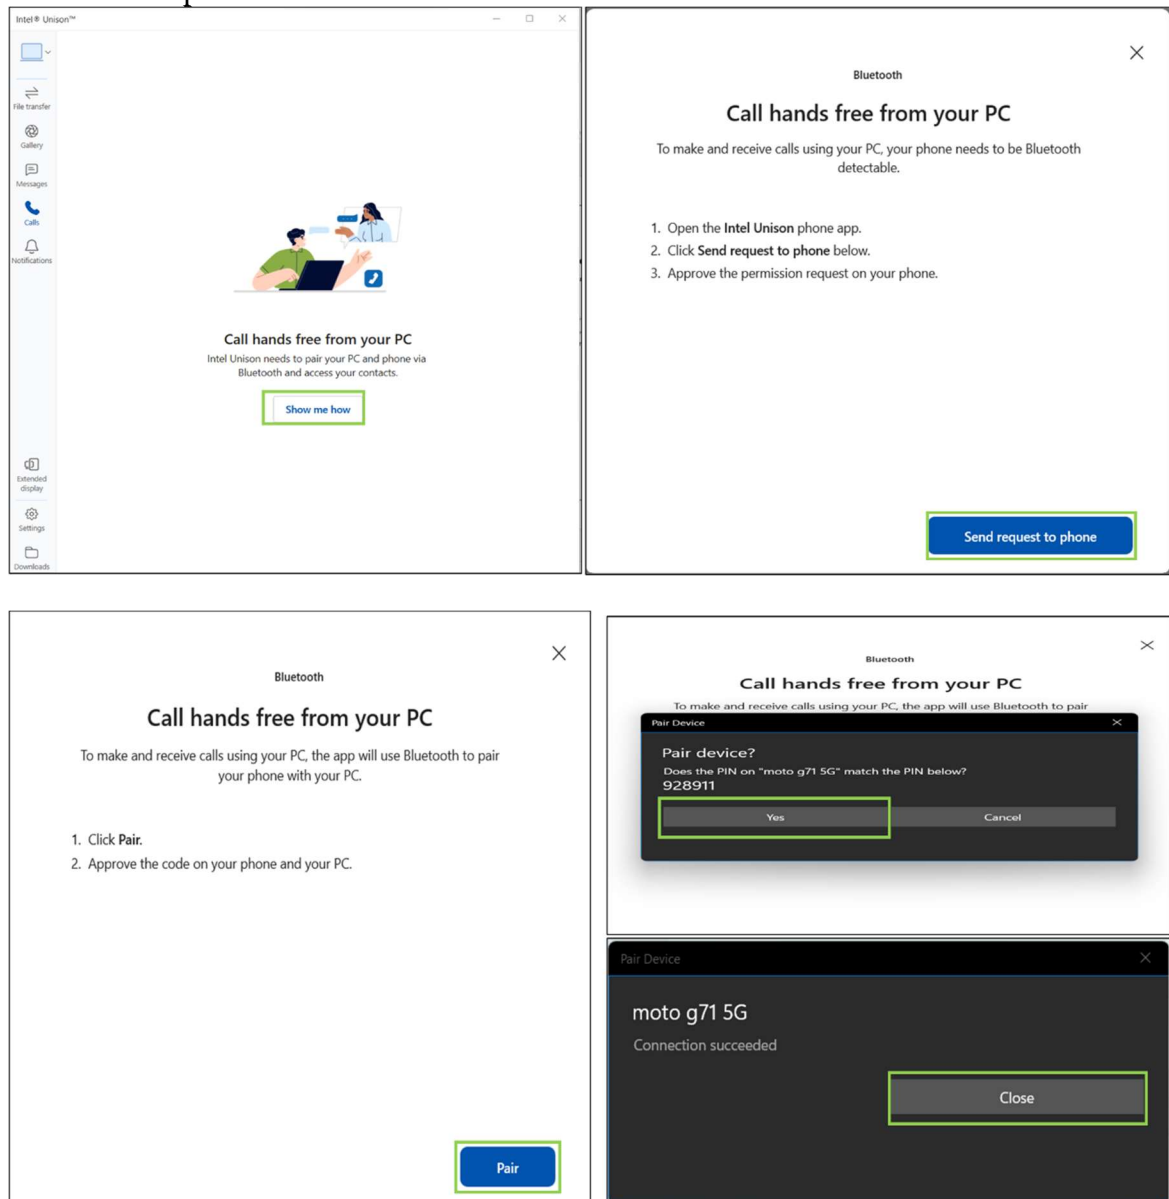 Intel® Unison™
File transfer
Gallery
Messages
Calls
Notifications
Call hands free from your PC
Intel Unison needs to pair your PC and phone via
Bluetooth and access your contacts.
Show me how
Extended
display
Settings
Downloads
Bluetooth
Call hands free from your PC
To make and receive calls using your PC, your phone needs to be Bluetooth
detectable.
1. Open the Intel Unison phone app.
2. Click Send request to phone below.
3. Approve the permission request on your phone.
Send request to phone
Bluetooth
Call hands free from your PC
To make and receive calls using your PC, the app will use Bluetooth to pair
your phone with your PC.
1. Click Pair.
2. Approve the code on your phone and your PC.
Pair
Bluetooth
Call hands free from your PC
To make and receive calls using your PC, the app will use Bluetooth to pair
Pair Device
Pair device?
Does the PIN on "moto g71 5G" match the PIN below?
928911
Yes
Cancel
Pair Device
moto g71 5G
Connection succeeded
Close